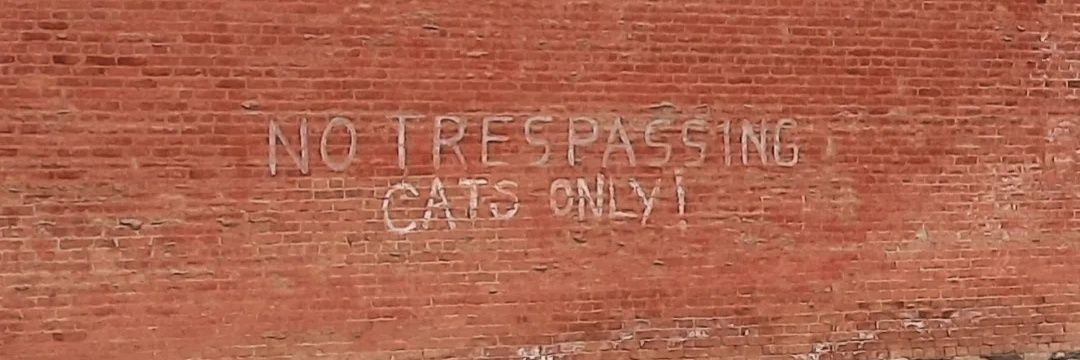 NO TRESPASSING
CATS ONLY!